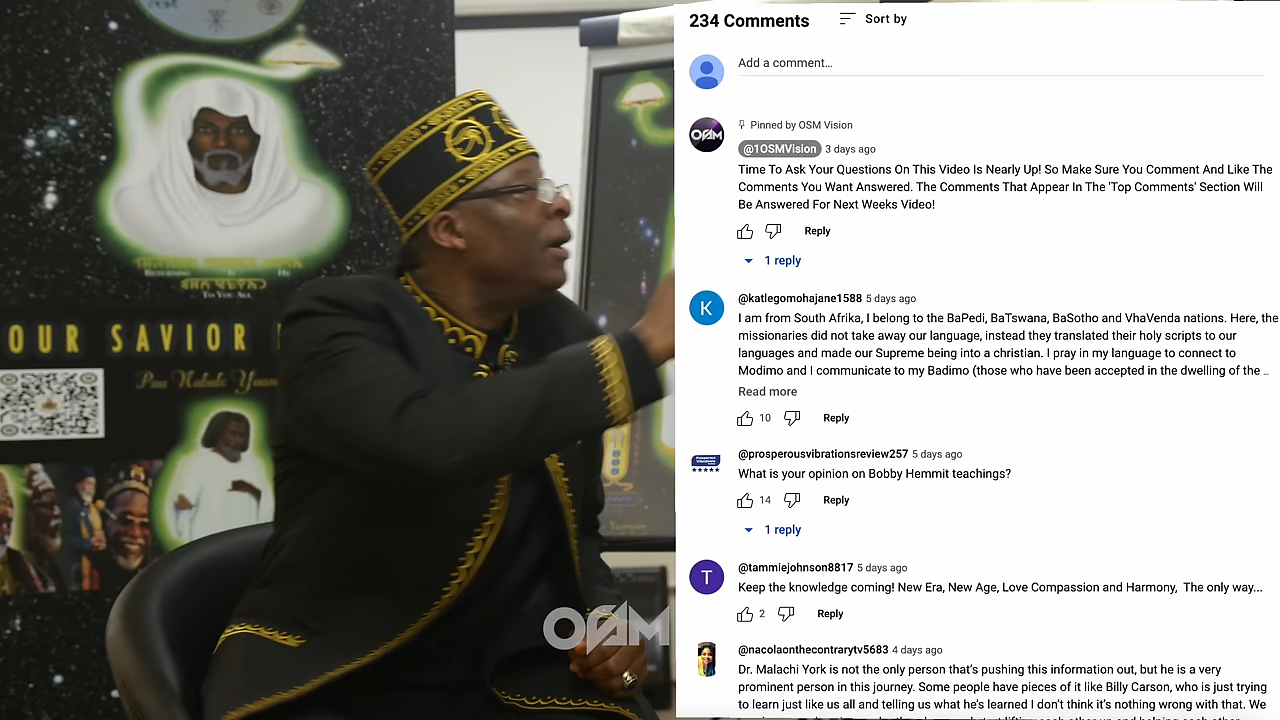 234 Comments
Sort by
Add a comment...
Pinned by OSM Vision
@1OSMVision 3 days ago
Time To Ask Your Questions On This Video Is Nearly Up! So Make Sure You Comment And Like The
Comments You Want Answered. The Comments That Appear In The 'Top Comments' Section Will
Be Answered For Next Weeks Video!
Reply
1 reply
K
@katlegomohajane1588 5 days ago
I am from South Afrika, I belong to the BaPedi, BaTswana, BaSotho and VhaVenda nations. Here, the
missionaries did not take away our language, instead they translated their holy scripts to our
languages and made our Supreme being into a christian. I pray in my language to connect to
Modimo and I communicate to my Badimo (those who have been accepted in the dwelling of the ...
Read more
10 Reply
@prosperousvibrationsreview257 5 days ago
What is your opinion on Bobby Hemmit teachings?
14 Reply
1 reply
T
@tammiejohnson8817 5 days ago
Keep the knowledge coming! New Era, New Age, Love Compassion and Harmony, The only way...
2 Reply
@nacolaonthecontrarytv5683 4 days ago
Dr. Malachi York is not the only person that's pushing this information out, but he is a very
prominent person in this journey. Some people have pieces of it like Billy Carson, who is just trying
to learn just like us all and telling us what he's learned I don't think it's nothing wrong with that. We
Returning Is He
To You All
OUR SAVIOR
OSM